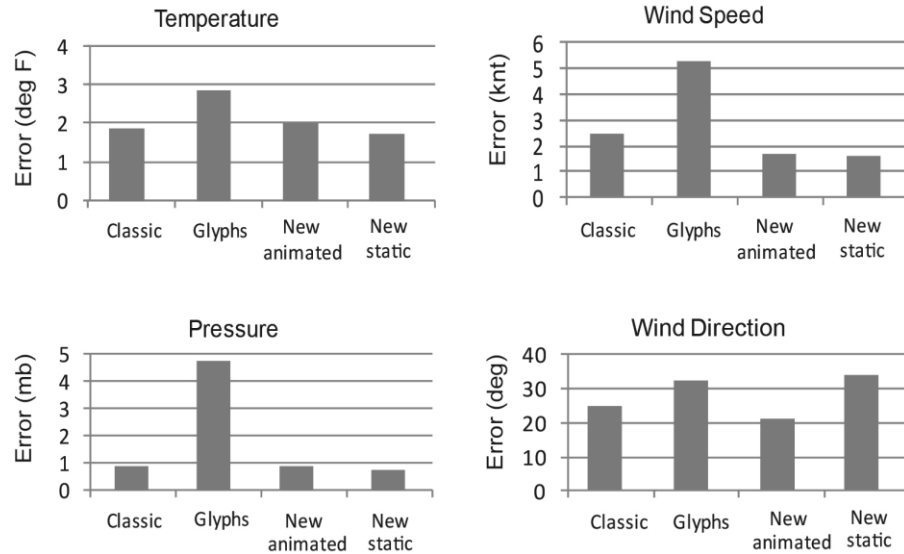 Temperature
Error (deg F)
4
3
2
1
0
Classic
Glyphs
New
animated
New
static
Wind Speed
Error (knt)
6
5
4
3
2
1
0
Classic
Glyphs
New
animated
New
static
Pressure
Error (mb)
5
4
3
2
1
0
Classic
Glyphs
New
animated
New
static
Wind Direction
Error (deg)
40
30
20
10
0
Classic
Glyphs
New
animated
New
static